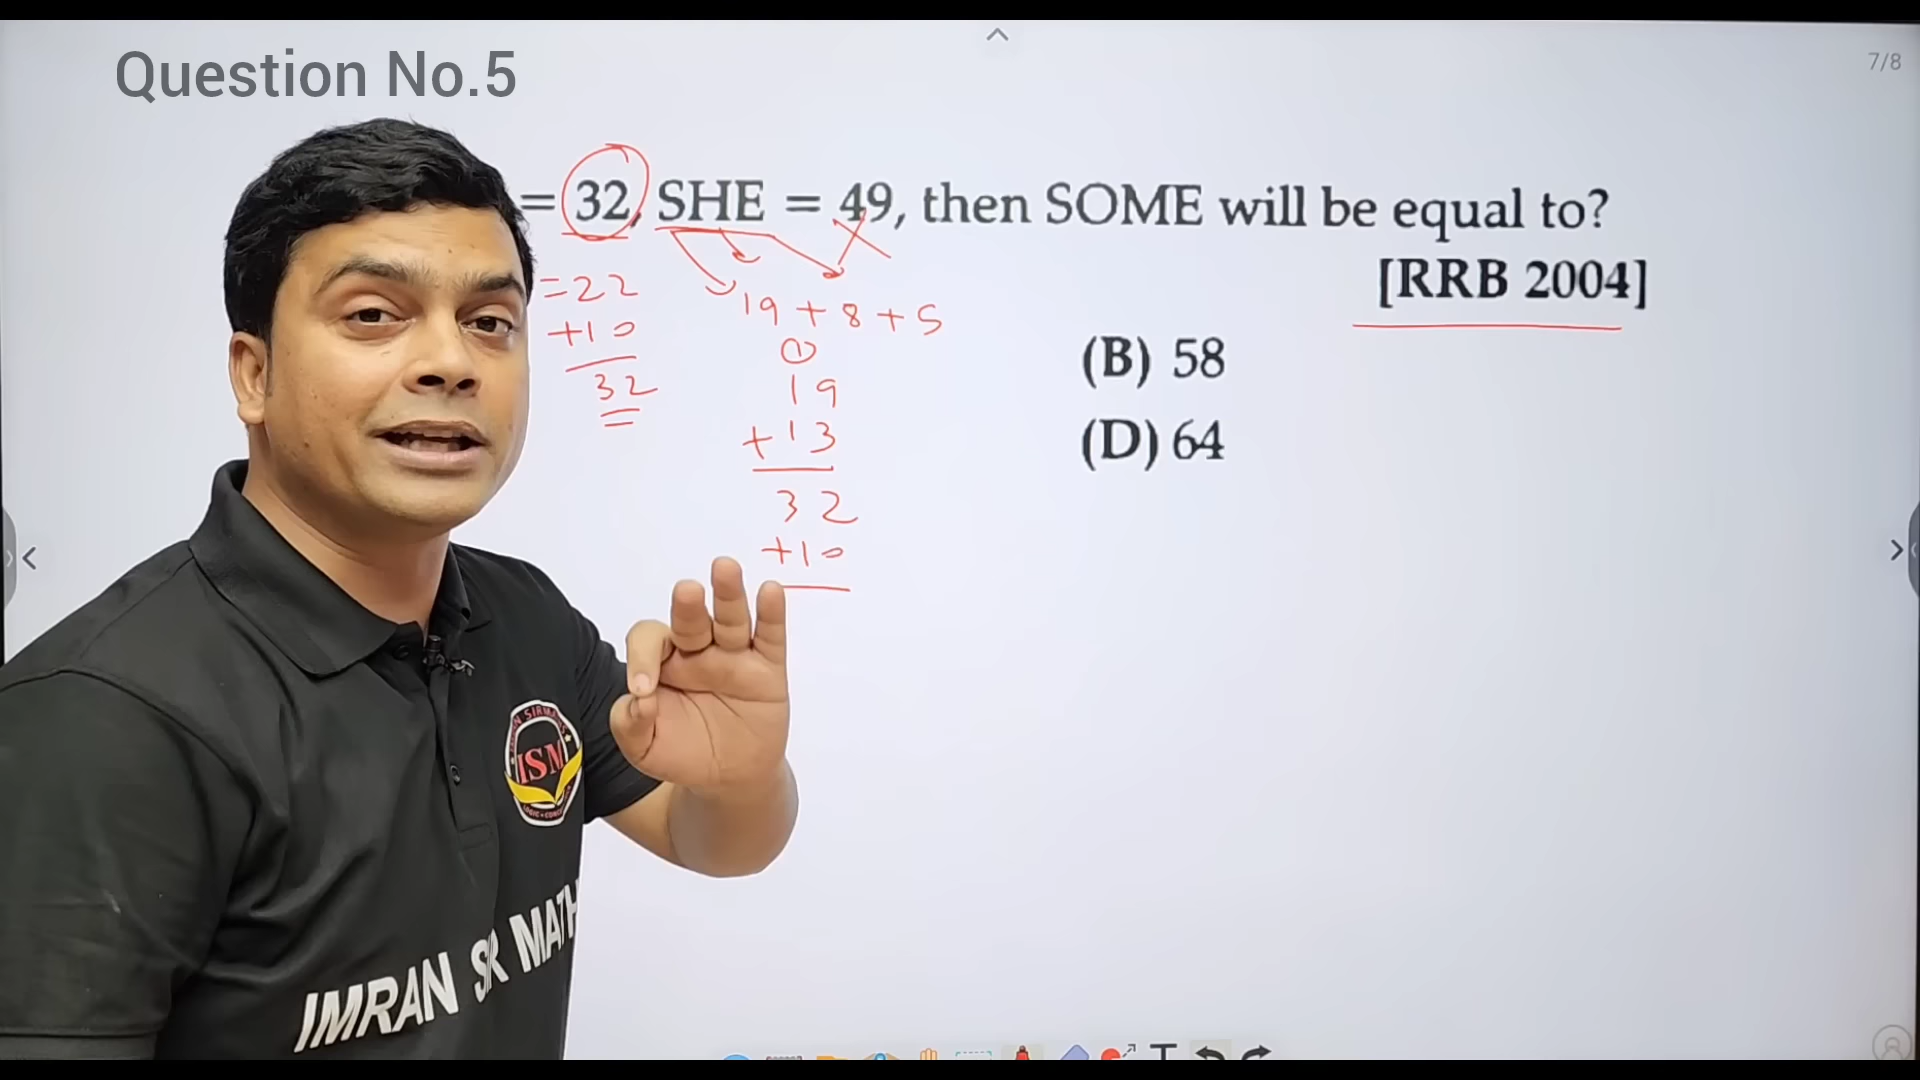 Question No.5
7/8
= 32, SHE = 49, then SOME will be equal to?
[RRB 2004]
(B) 58
(D) 64
=22
+10
32
19 + 8 + 5
1
19
+13
32
+10
ISM
IMRAN SIR MATH
T